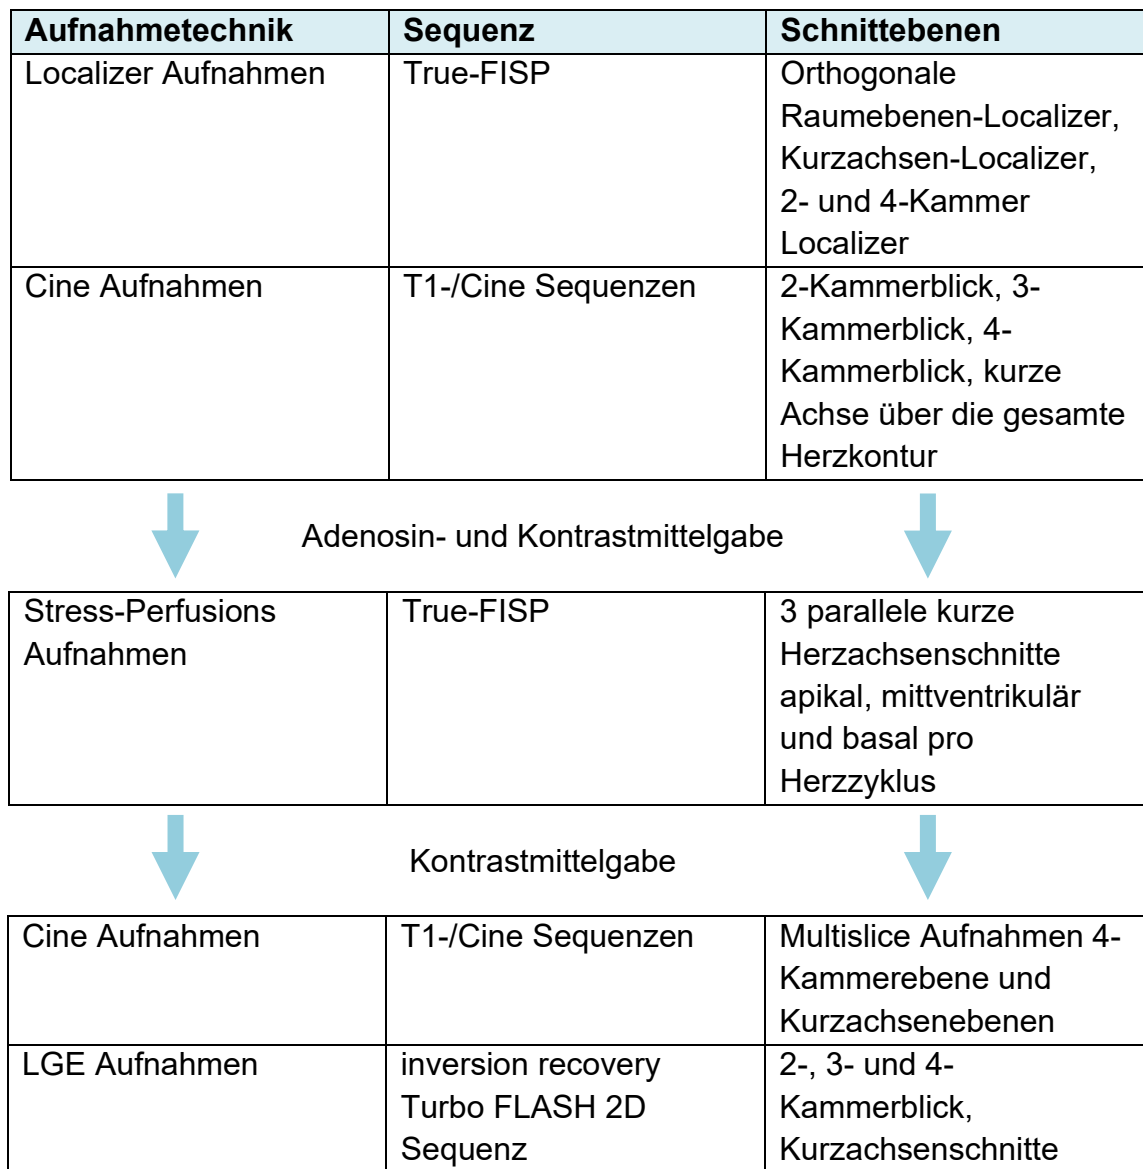 Aufnahmetechnik
Sequenz
Schnittebenen
Localizer Aufnahmen
True-FISP
Orthogonale
Raumebenen-Localizer,
Kurzachsen-Localizer,
2- und 4-Kammer
Localizer
Cine Aufnahmen
T1-/Cine Sequenzen
2-Kammerblick, 3-
Kammerblick, 4-
Kammerblick, kurze
Achse über die gesamte
Herzkontur
Adenosin- und Kontrastmittelgabe
Stress-Perfusions
Aufnahmen
True-FISP
3 parallele kurze
Herzachsenschnitte
apikal, mittventrikulär
und basal pro
Herzzyklus
Kontrastmittelgabe
Cine Aufnahmen
T1-/Cine Sequenzen
Multislice Aufnahmen 4-
Kammerebene und
Kurzachsenebenen
LGE Aufnahmen
inversion recovery
Turbo FLASH 2D
Sequenz
2-, 3- und 4-
Kammerblick,
Kurzachsenschnitte